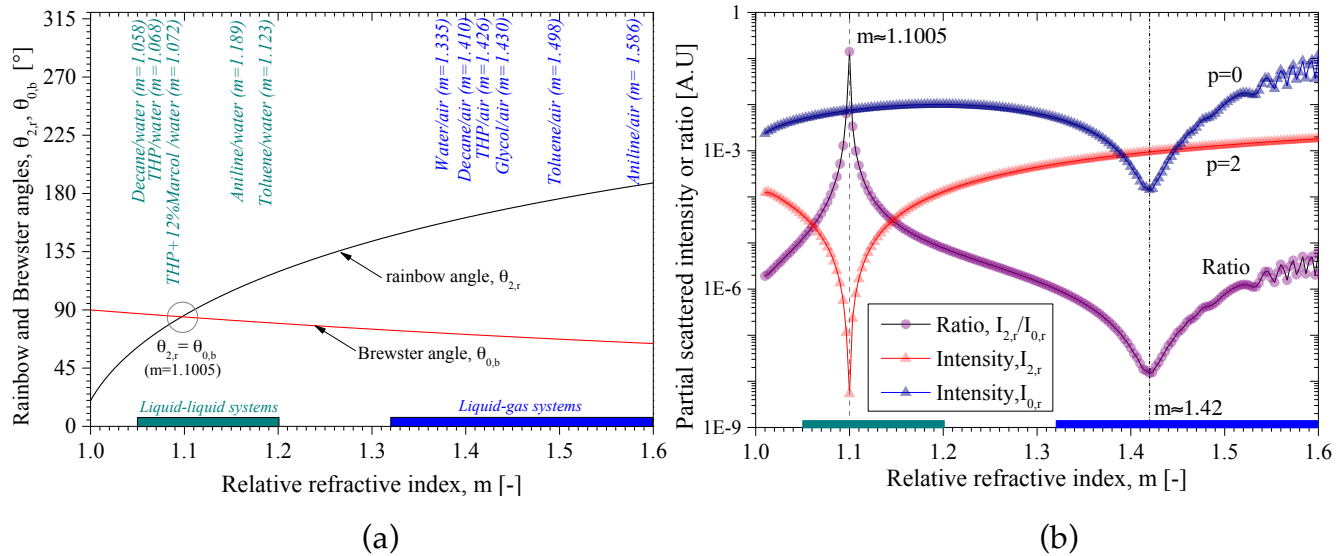 315
270
225
180
135
90
45
0
Rainbow and Brewster angles, θ2,r, θ0,b [°]
Decane/water (m=1.058)
THP/water (m=1.068)
THP+12%Marcol /water (m=1.072)
Aniline/water (m=1.189)
Toluene/water (m=1.123)
Water/air (m=1.335)
Decane/air (m=1.410)
THP/air (m=1.426)
Glycol/air (m=1.430)
Toluene/air (m=1.498)
Aniline/air (m= 1.586)
rainbow angle, θ2,r
θ2,r = θ0,b
(m=1.1005)
Brewster angle, θ0,b
Liquid-liquid systems
Liquid-gas systems
1.0 1.1 1.2 1.3 1.4 1.5 1.6
Relative refractive index, m [-]
(a)
1
1E-3
1E-6
1E-9
Partial scattered intensity or ratio [A.U]
m≈1.1005
p=0
p=2
Ratio
Ratio, I2,r/I0,r
Intensity,I2,r
Intensity,I0,r
m≈1.42
1.0 1.1 1.2 1.3 1.4 1.5 1.6
Relative refractive index, m [-]
(b)